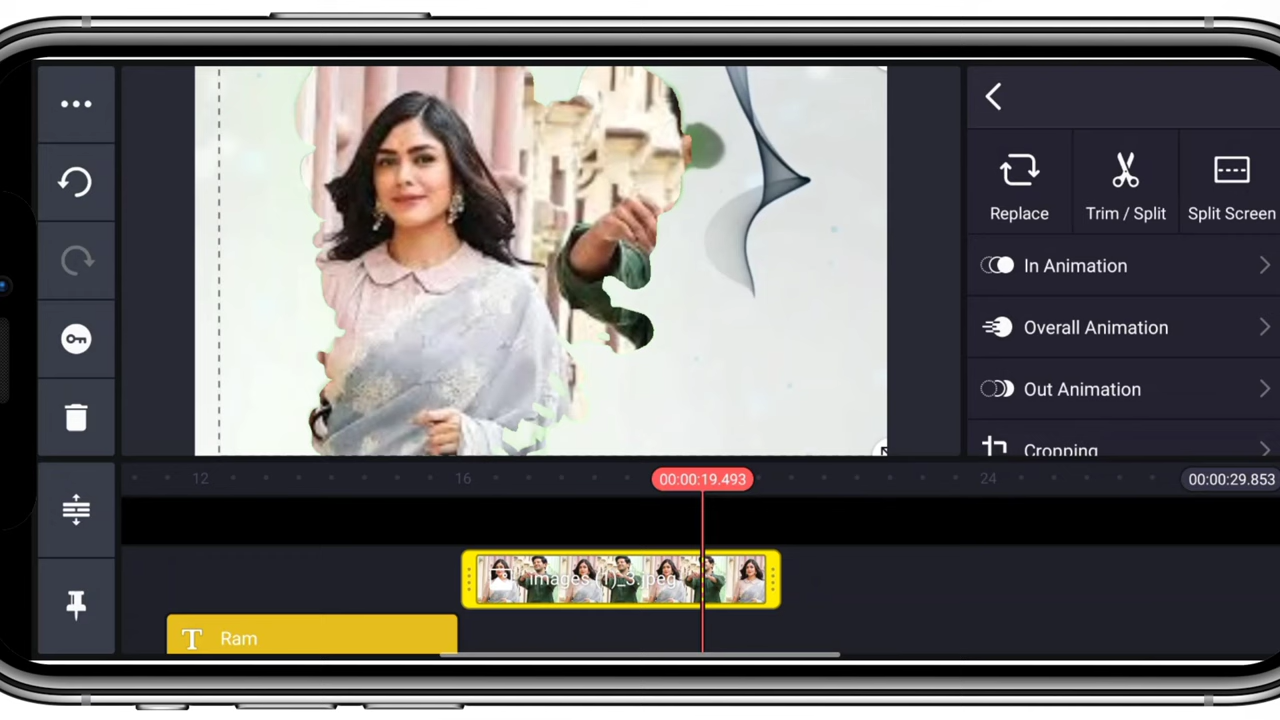 Replace
Trim / Split
Split Screen
In Animation
Overall Animation
Out Animation
Cropping
12
16
00:00:19.493
24
00:00:29.853
images (1)_3.jpeg
T Ram